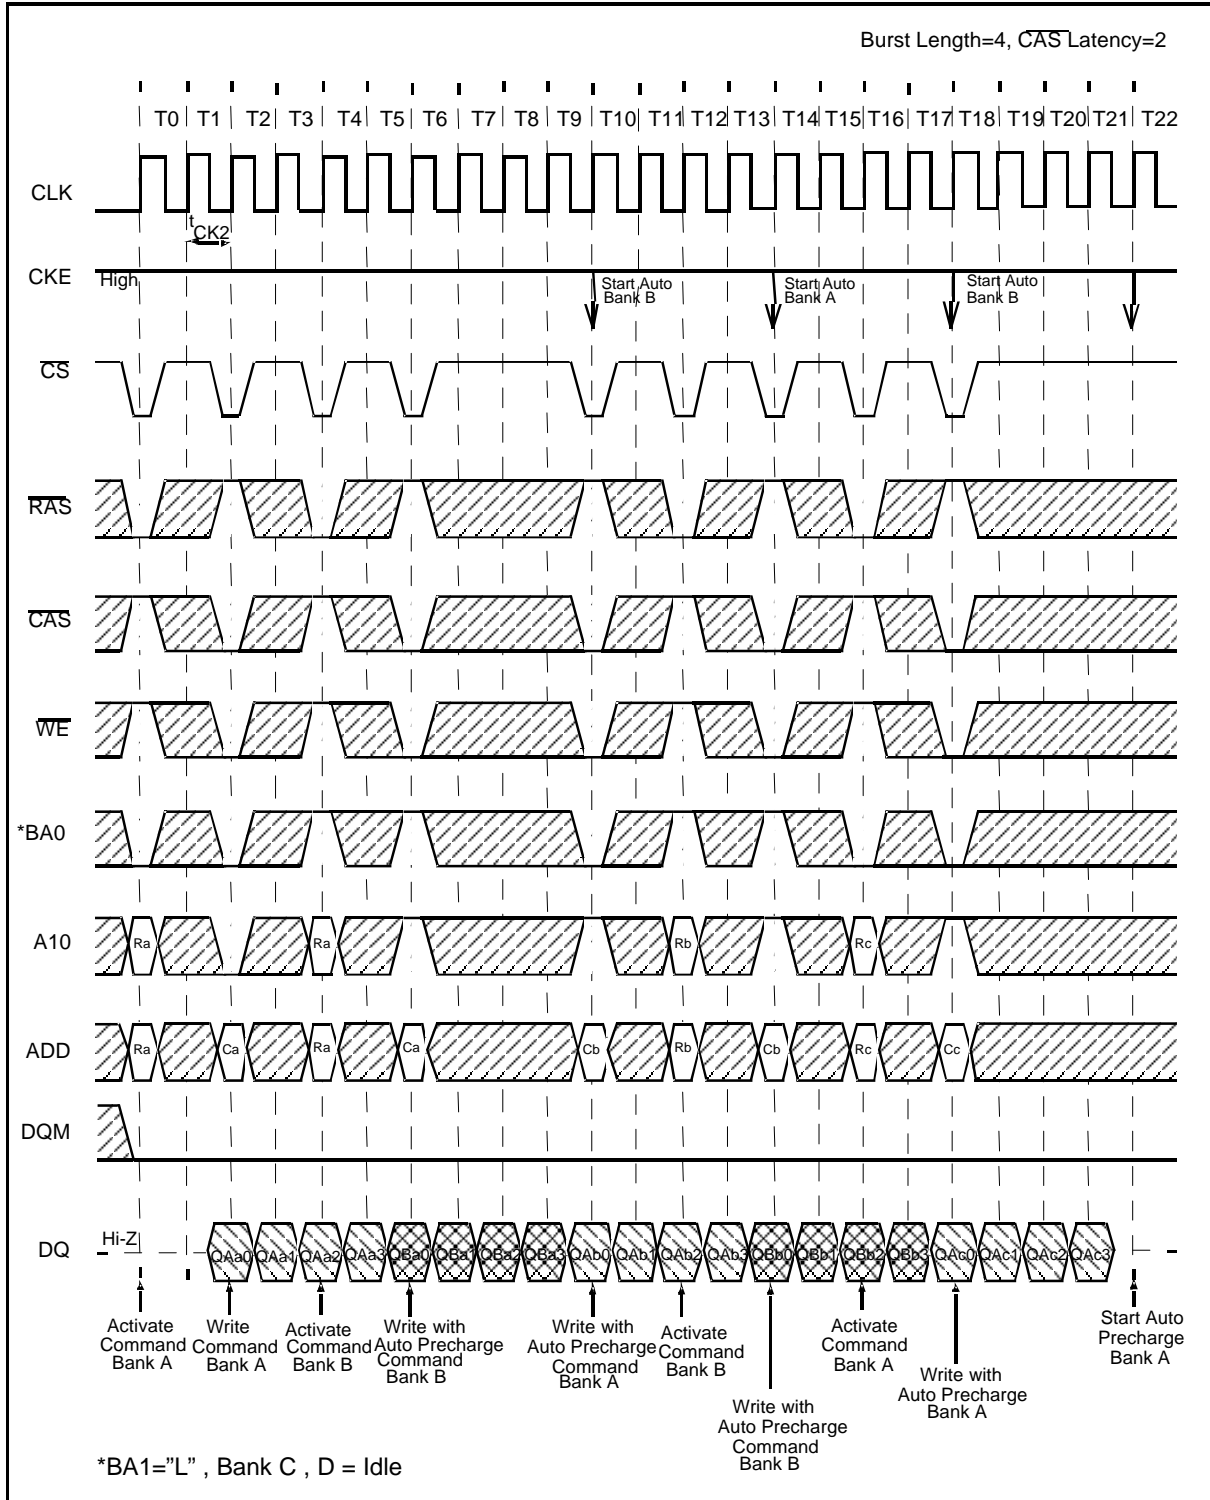 Burst Length=4, CAS Latency=2
T0 T1 T2 T3 T4 T5 T6 T7 T8 T9 T10 T11 T12 T13 T14 T15 T16 T17 T18 T19 T20 T21 T22
CLK
tCK2
CKE
High
Start Auto
Bank B
Start Auto
Bank A
Start Auto
Bank B
CS
RAS
CAS
WE
*BA0
A10
Ra Ra Rb Rc
ADD
Ra Ca Ra Ca Cb Rb Cb Rc Cc
DQM
DQ
Hi-Z
QAa0 QAa1 QAa2 QAa3 QBa0 QBa1 QBa2 QBa3 QAb0 QAb1 QAb2 QAb3 QBb0 QBb1 QBb2 QBb3 QAc0 QAc1 QAc2 QAc3
Activate
Command
Bank A
Write
Command
Bank A
Activate
Command
Bank B
Write with
Auto Precharge
Command
Bank B
Write with
Auto Precharge
Command
Bank A
Activate
Command
Bank B
Write with
Auto Precharge
Command
Bank B
Activate
Command
Bank A
Write with
Auto Precharge
Bank A
Start Auto
Precharge
Bank A
*BA1=”L” , Bank C , D = Idle